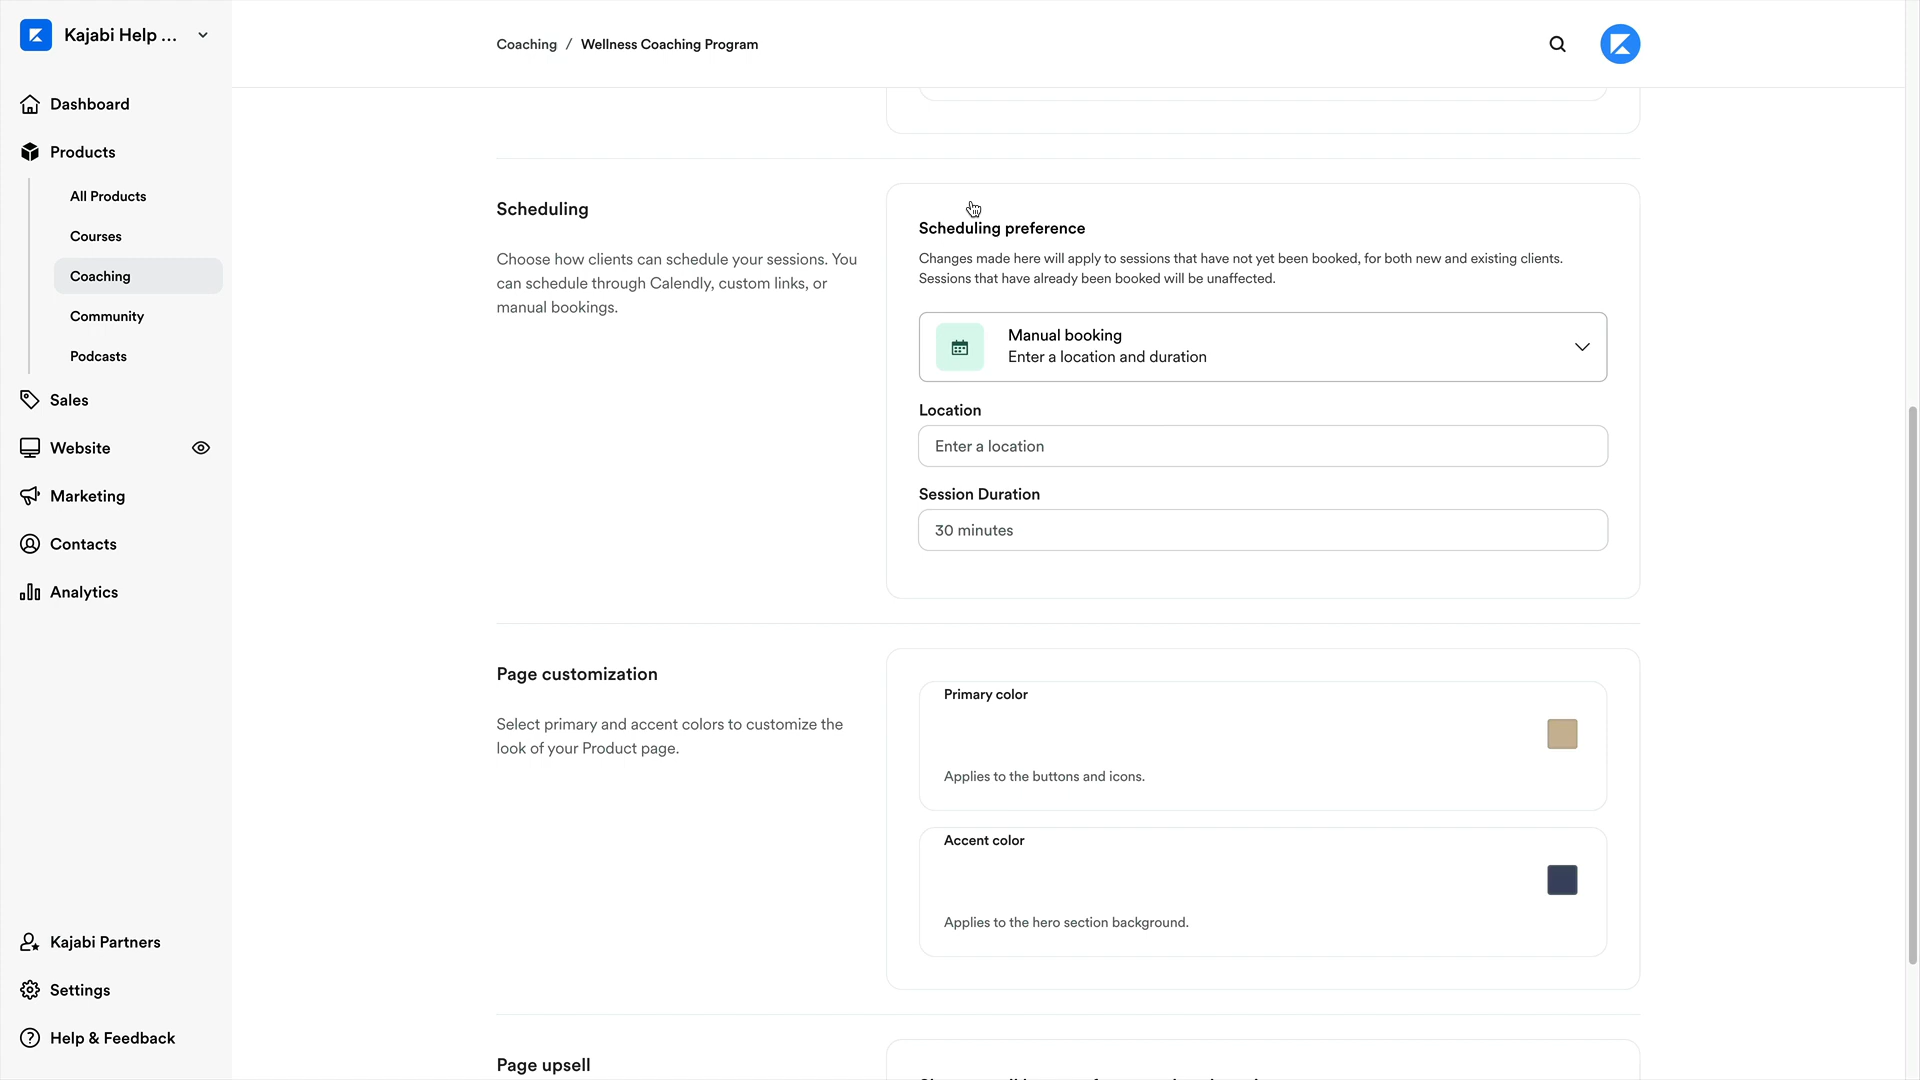 Kajabi Help ...
Coaching / Wellness Coaching Program
Dashboard
Products
All Products
Courses
Coaching
Community
Podcasts
Sales
Website
Marketing
Contacts
Analytics
Kajabi Partners
Settings
Help & Feedback
Scheduling
Choose how clients can schedule your sessions. You
can schedule through Calendly, custom links, or
manual bookings.
Scheduling preference
Changes made here will apply to sessions that have not yet been booked, for both new and existing clients.
Sessions that have already been booked will be unaffected.
Manual booking
Enter a location and duration
Location
Enter a location
Session Duration
30 minutes
Page customization
Select primary and accent colors to customize the
look of your Product page.
Primary color
Applies to the buttons and icons.
Accent color
Applies to the hero section background.
Page upsell